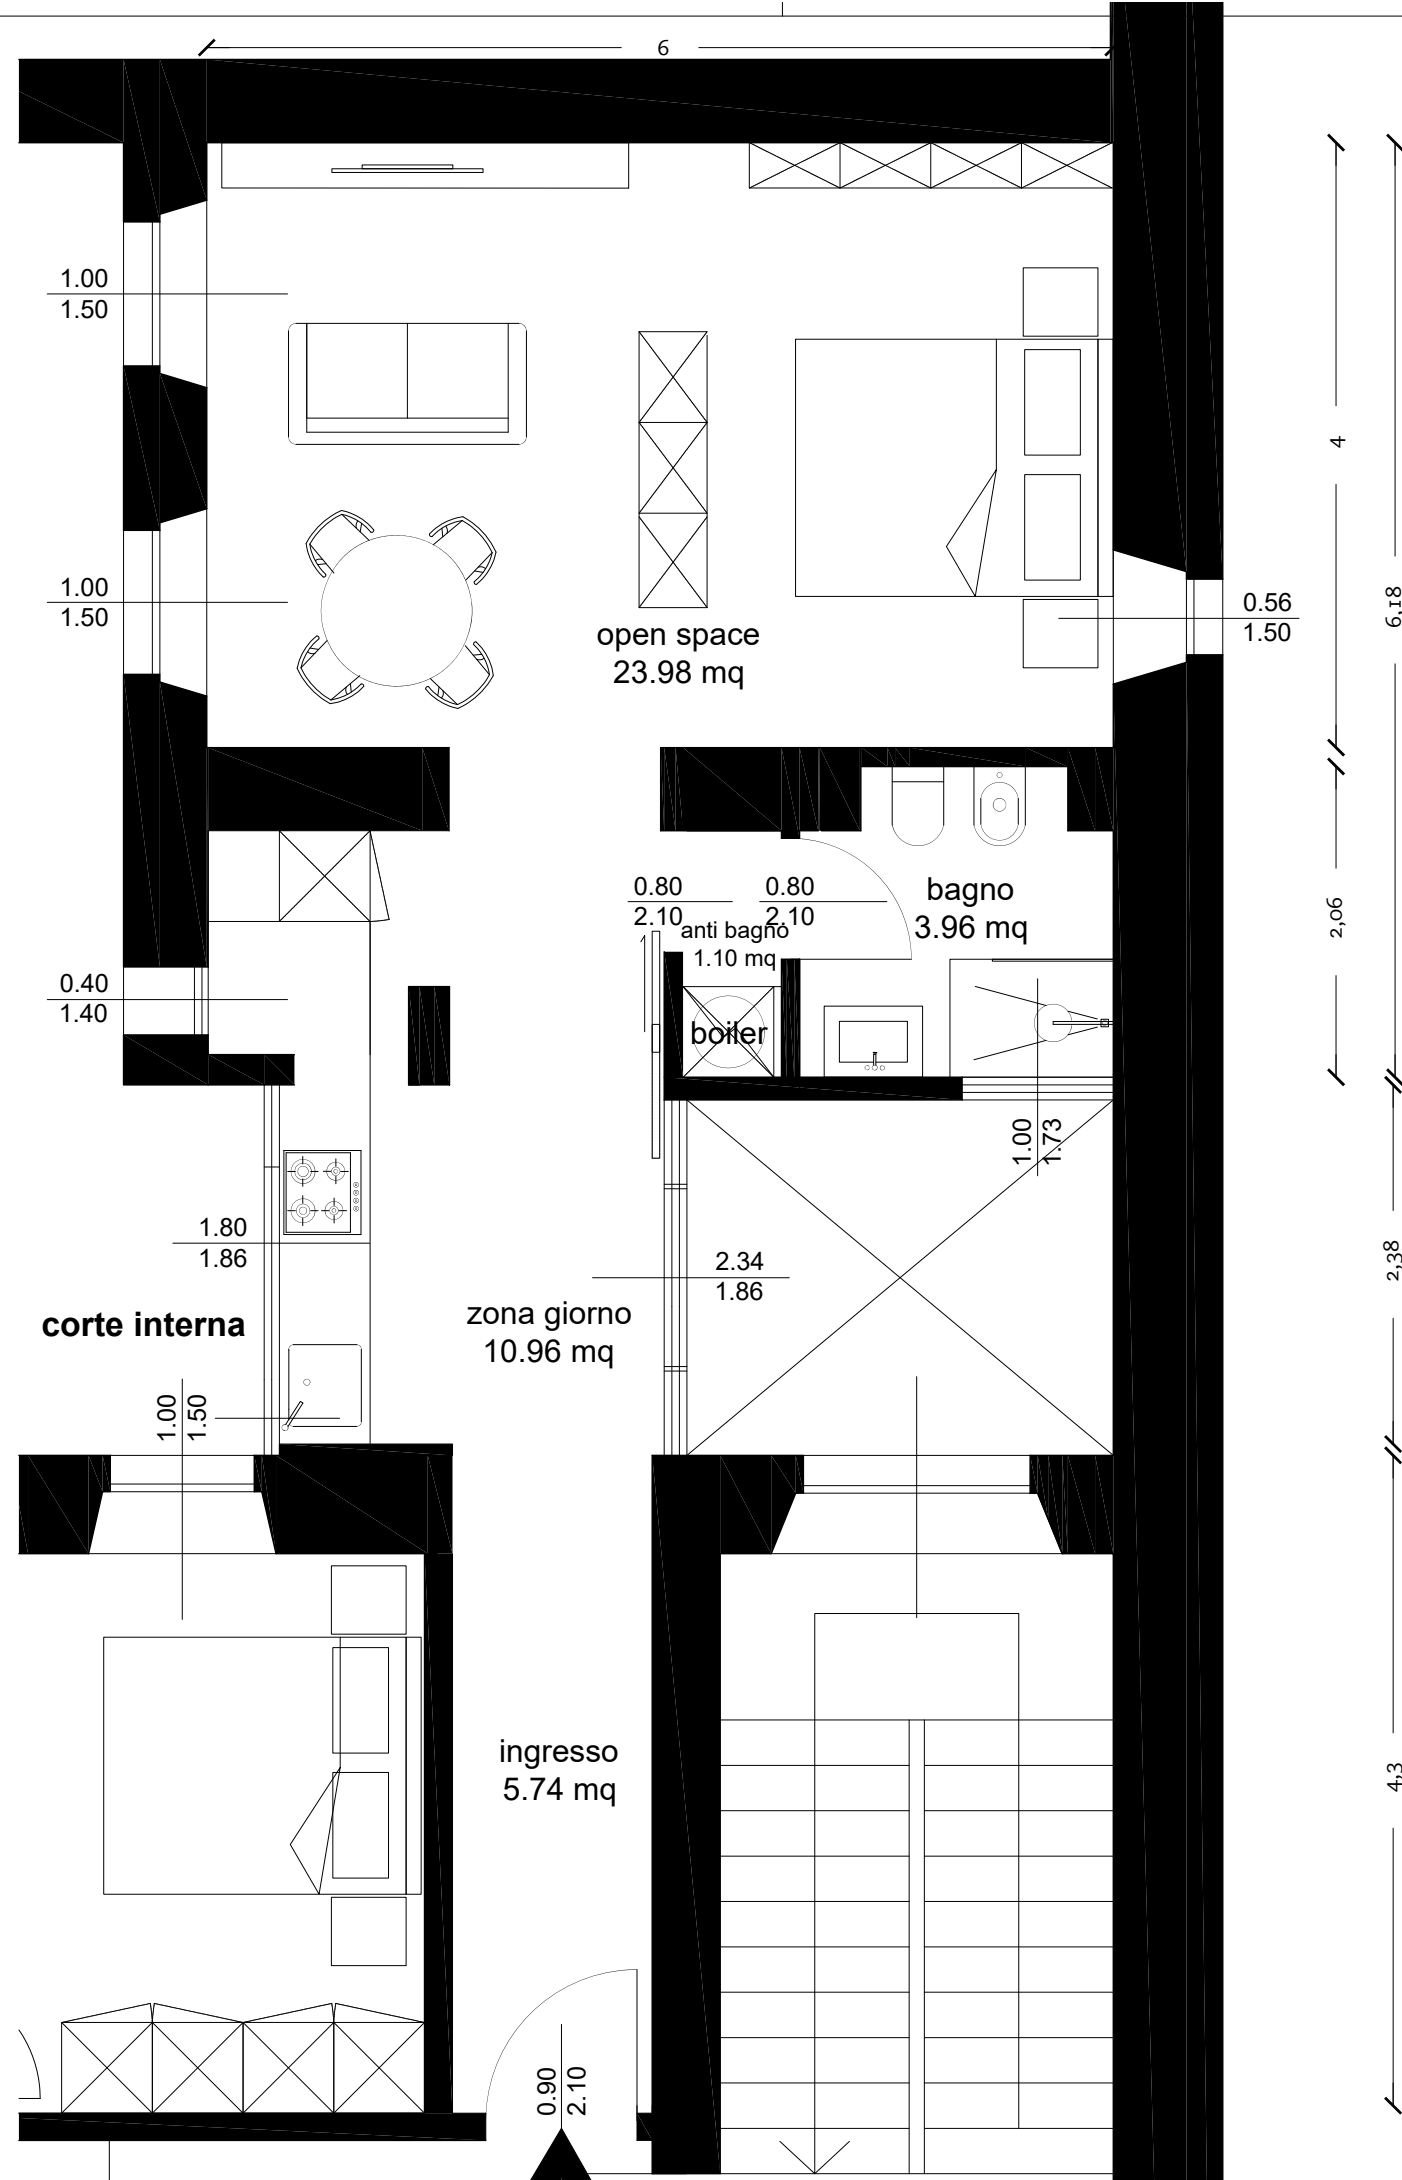 6
1.00
1.50
4
6,18
1.00
1.50
0.56
1.50
open space
23.98 mq
0.80
2.10
0.80
2.10
bagno
3.96 mq
anti bagno
1.10 mq
2,06
0.40
1.40
boiler
1.00
1.73
1.80
1.86
2.34
1.86
2,38
corte interna
zona giorno
10.96 mq
1.00
1.50
ingresso
5.74 mq
4,3
0.90
2.10